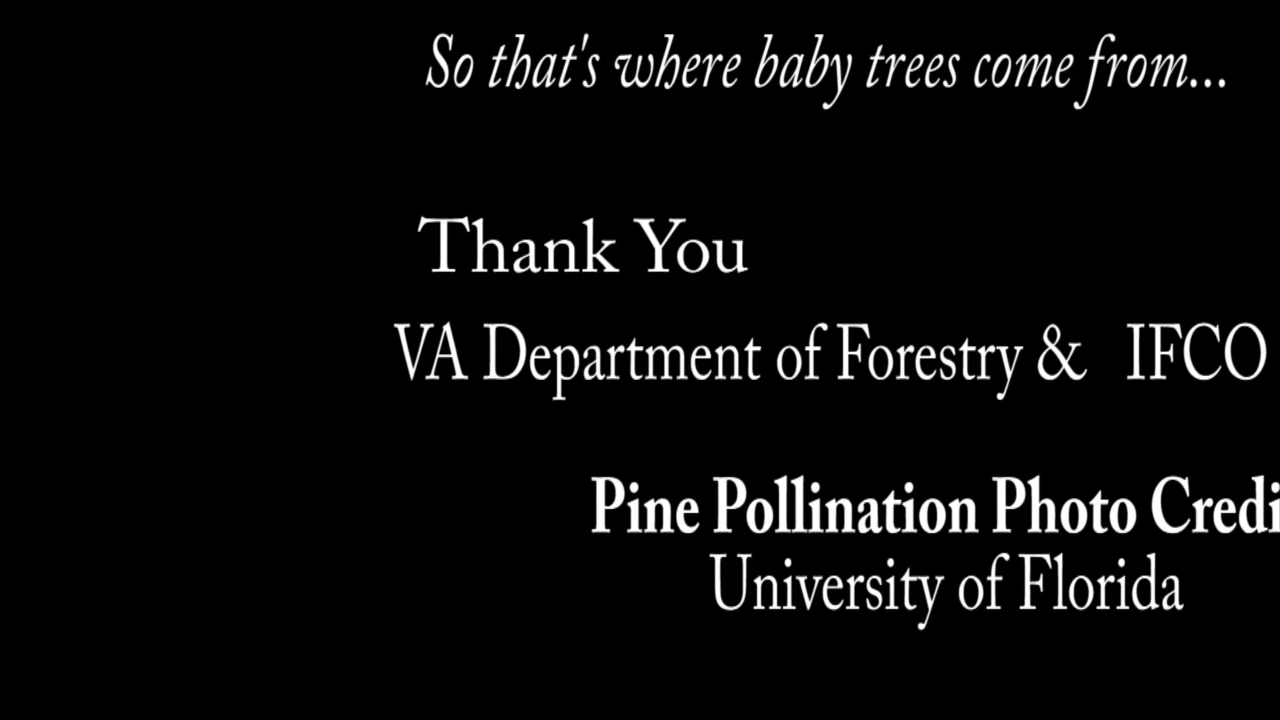 So that's where baby trees come from...
Thank You
VA Department of Forestry & IFCO
Pine Pollination Photo Credi
University of Florida